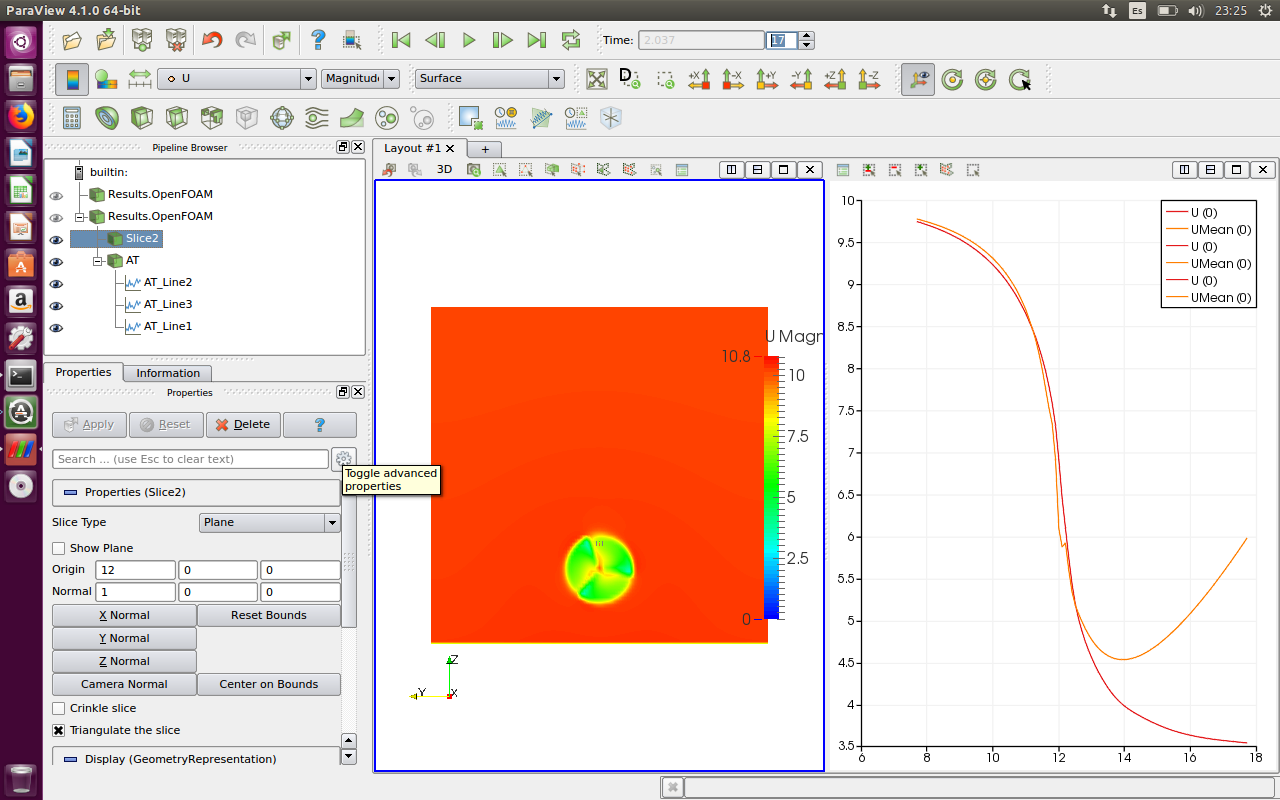 ParaView 4.1.0 64-bit
Es
23:25
Time:
2.037
17
U
Magnitud
Surface
+X
-X
+Y
-Y
+Z
-Z
Pipeline Browser
builtin:
Results.OpenFOAM
Results.OpenFOAM
Slice2
AT
AT_Line2
AT_Line3
AT_Line1
Properties
Information
Properties
Apply
Reset
Delete
?
Search ... (use Esc to clear text)
Toggle advanced
properties
Properties (Slice2)
Slice Type
Plane
Show Plane
Origin
12
0
0
Normal
1
0
0
X Normal
Reset Bounds
Y Normal
Z Normal
Camera Normal
Center on Bounds
Crinkle slice
Triangulate the slice
Display (GeometryRepresentation)
Layout #1
+
3D
U Magn
10.8
10
7.5
5
2.5
0
Z
Y
X
U (0)
UMean (0)
U (0)
UMean (0)
U (0)
UMean (0)
10
9.5
9
8.5
8
7.5
7
6.5
6
5.5
5
4.5
4
3.5
6
8
10
12
14
16
18